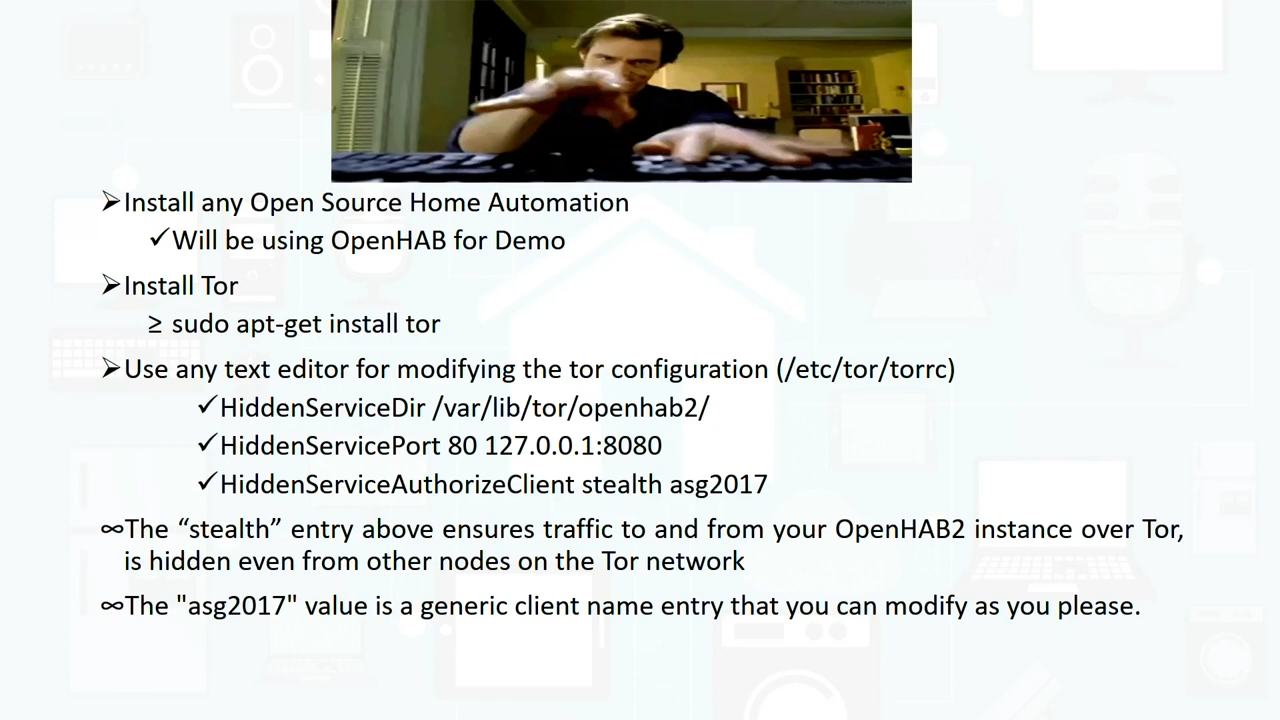 ➢Install any Open Source Home Automation
✓Will be using OpenHAB for Demo
➢Install Tor
≥ sudo apt-get install tor
➢Use any text editor for modifying the tor configuration (/etc/tor/torrc)
✓HiddenServiceDir /var/lib/tor/openhab2/
✓HiddenServicePort 80 127.0.0.1:8080
✓HiddenServiceAuthorizeClient stealth asg2017
∞The “stealth” entry above ensures traffic to and from your OpenHAB2 instance over Tor,
is hidden even from other nodes on the Tor network
∞The "asg2017" value is a generic client name entry that you can modify as you please.